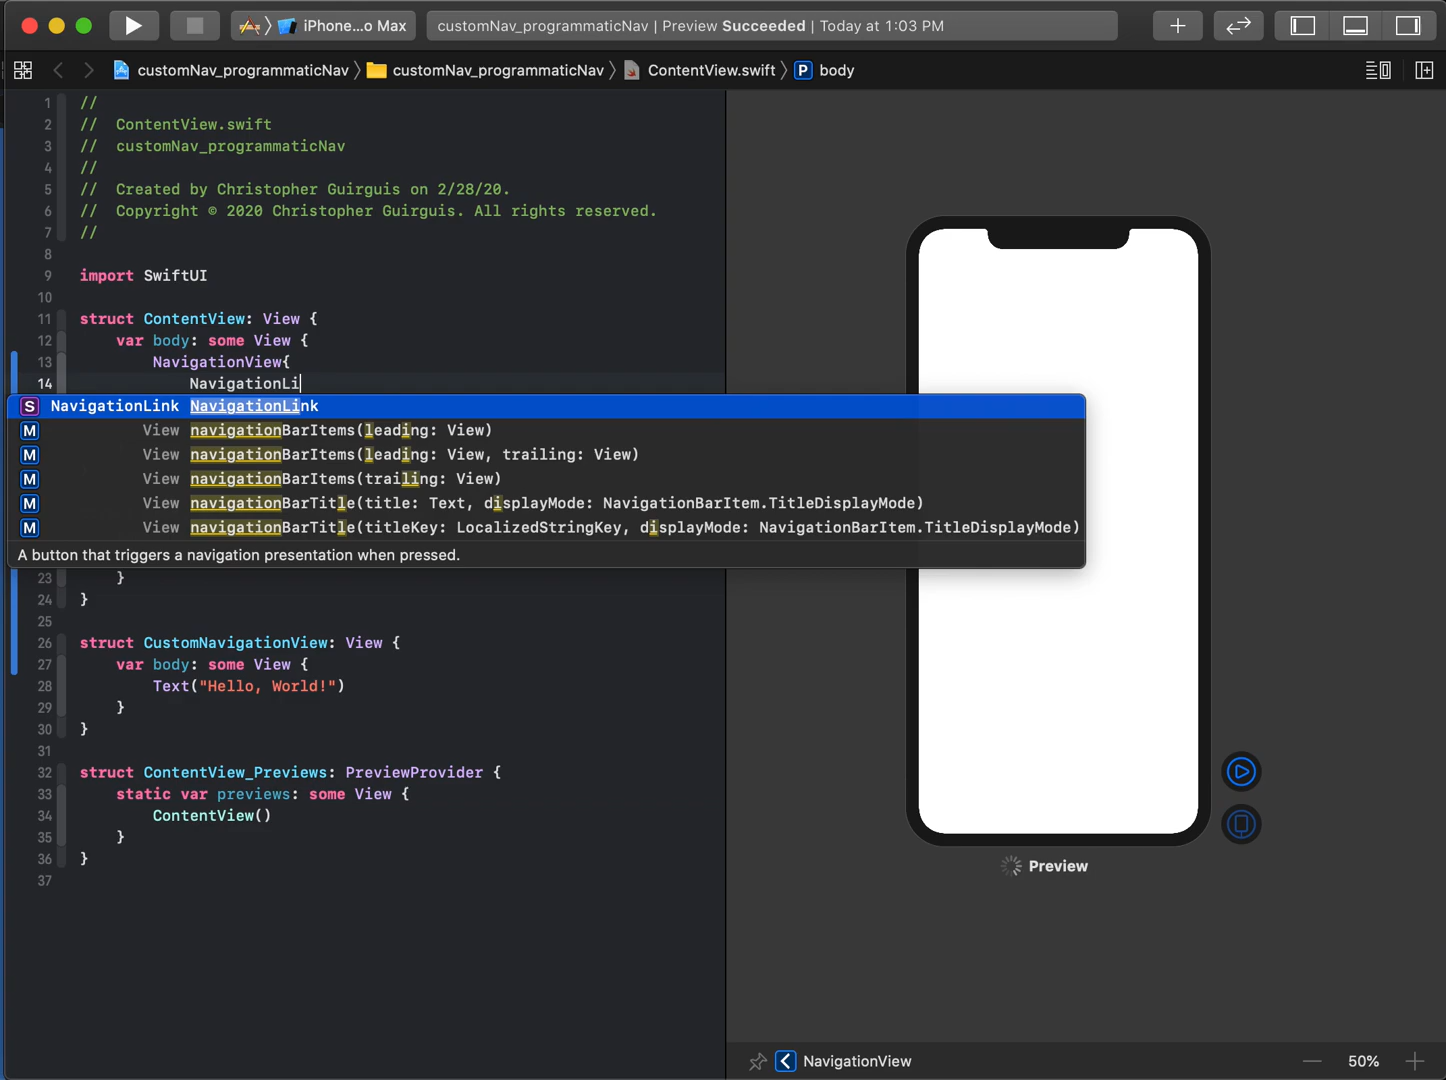 iPhone...o Max
customNav_programmaticNav | Preview Succeeded | Today at 1:03 PM
customNav_programmaticNav
customNav_programmaticNav
ContentView.swift
P body
1 //
2 // ContentView.swift
3 // customNav_programmaticNav
4 //
5 // Created by Christopher Guirguis on 2/28/20.
6 // Copyright © 2020 Christopher Guirguis. All rights reserved.
7 //
8
9 import SwiftUI
10
11 struct ContentView: View {
12 var body: some View {
13 NavigationView{
14 NavigationLi
S NavigationLink NavigationLink
M View navigationBarItems(leading: View)
M View navigationBarItems(leading: View, trailing: View)
M View navigationBarItems(trailing: View)
M View navigationBarTitle(title: Text, displayMode: NavigationBarItem.TitleDisplayMode)
M View navigationBarTitle(titleKey: LocalizedStringKey, displayMode: NavigationBarItem.TitleDisplayMode)
A button that triggers a navigation presentation when pressed.
23 }
24 }
25
26 struct CustomNavigationView: View {
27 var body: some View {
28 Text("Hello, World!")
29 }
30 }
31
32 struct ContentView_Previews: PreviewProvider {
33 static var previews: some View {
34 ContentView()
35 }
36 }
37
Preview
NavigationView
50%